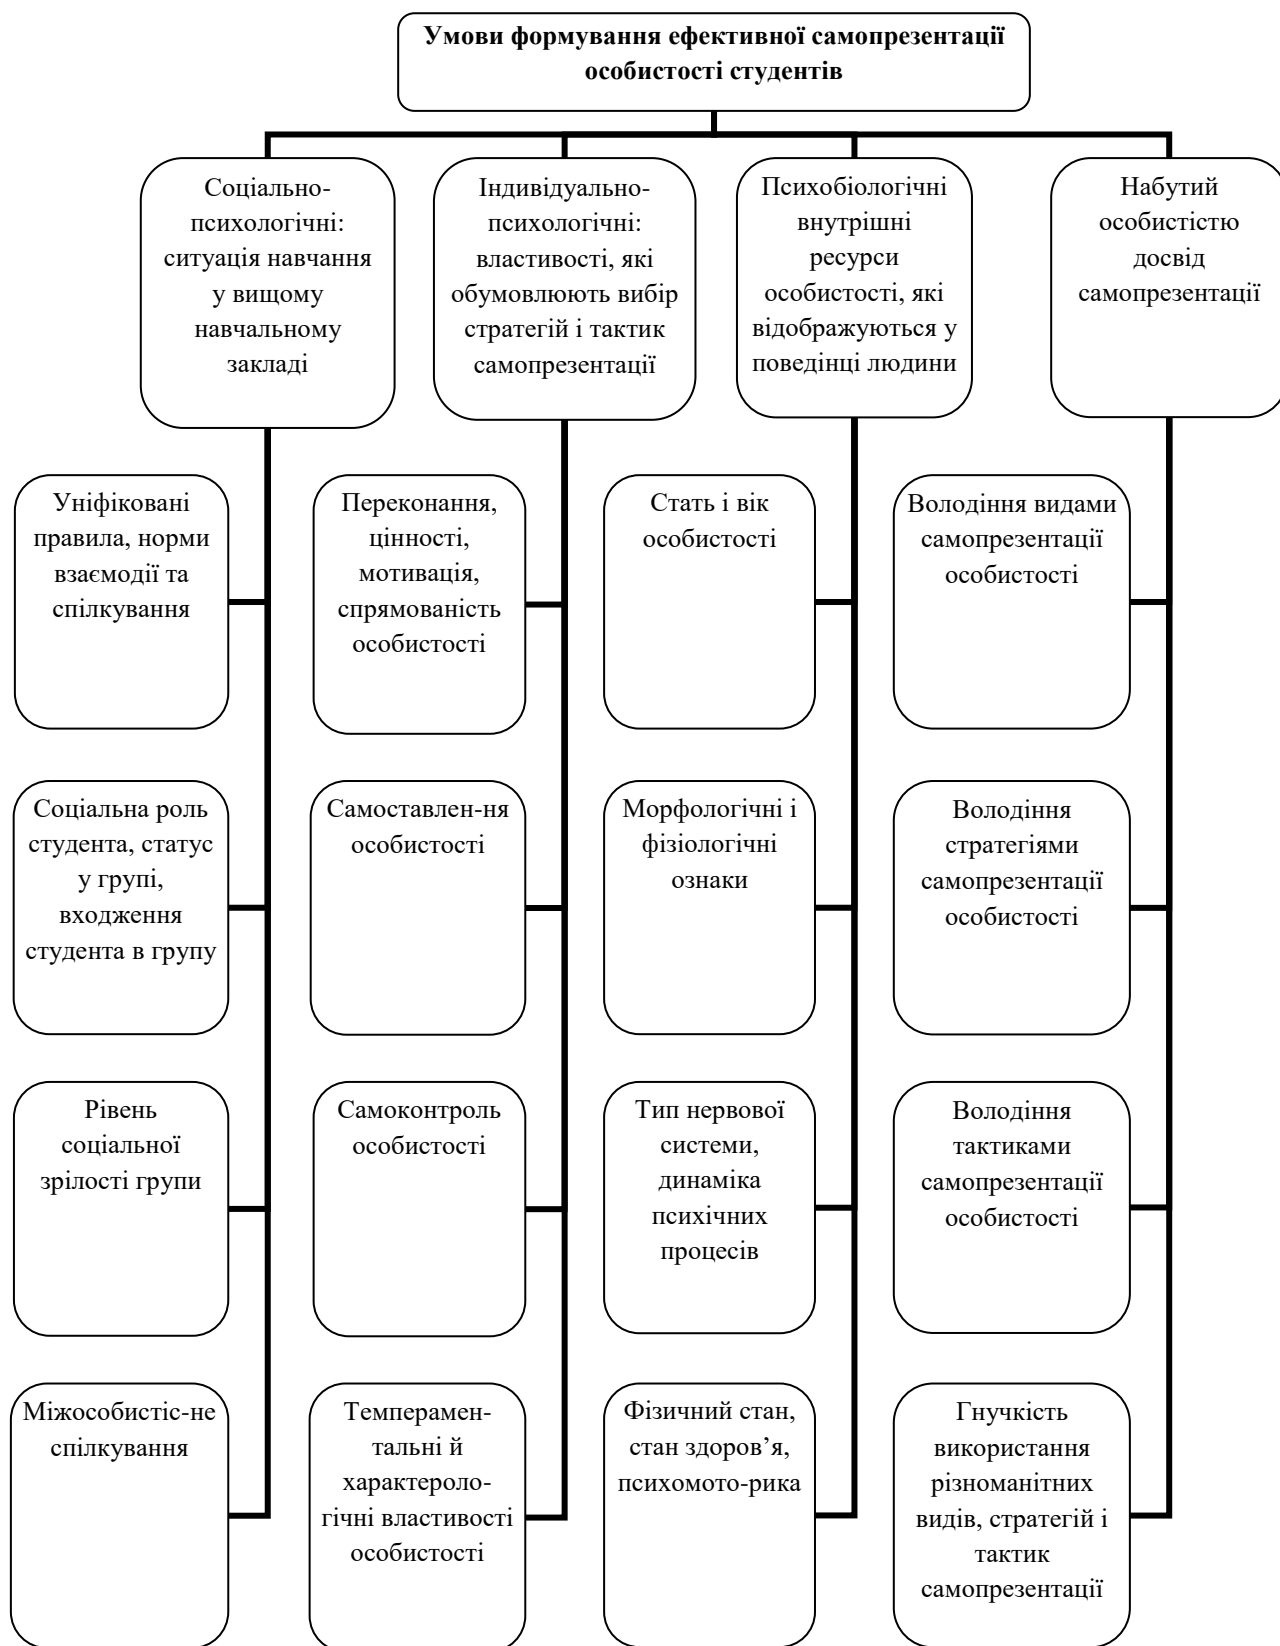 Умови формування ефективної самопрезентації
особистості студентів
Соціально-
психологічні:
ситуація навчання
у вищому
навчальному
закладі
Індивідуально-
психологічні:
властивості, які
обумовлюють вибір
стратегій і тактик
самопрезентації
Психобіологічні
внутрішні
ресурси
особистості, які
відображуються у
поведінці людини
Набутий
особистістю
досвід
самопрезентації
Уніфіковані
правила, норми
взаємодії та
спілкування
Переконання,
цінності,
мотивація,
спрямованість
особистості
Стать і вік
особистості
Володіння видами
самопрезентації
особистості
Соціальна роль
студента, статус
у групі,
входження
студента в групу
Самоставлен-ня
особистості
Морфологічні і
фізіологічні
ознаки
Володіння
стратегіями
самопрезентації
особистості
Рівень
соціальної
зрілості групи
Самоконтроль
особистості
Тип нервової
системи,
динаміка
психічних
процесів
Володіння
тактиками
самопрезентації
особистості
Міжособистіс-не
спілкування
Темперамен-
тальні й
характероло-
гічні властивості
особистості
Фізичний стан,
стан здоров’я,
психомото-рика
Гнучкість
використання
різноманітних
видів, стратегій і
тактик
самопрезентації